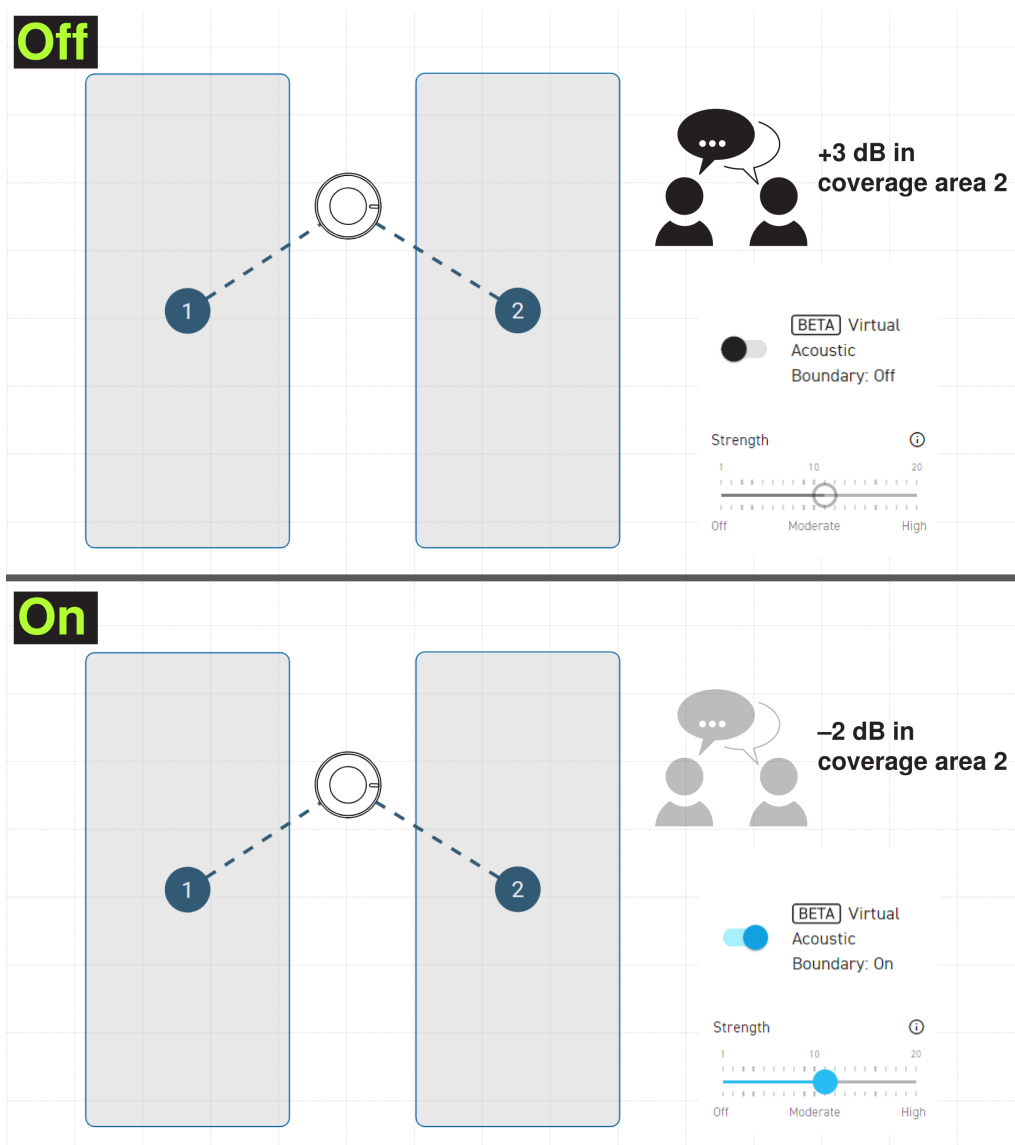 Off
+3 dB in
coverage area 2
1
2
BETA Virtual
Acoustic
Boundary: Off
Strength
1 10 20
Off Moderate High
On
–2 dB in
coverage area 2
1
2
BETA Virtual
Acoustic
Boundary: On
Strength
1 10 20
Off Moderate High